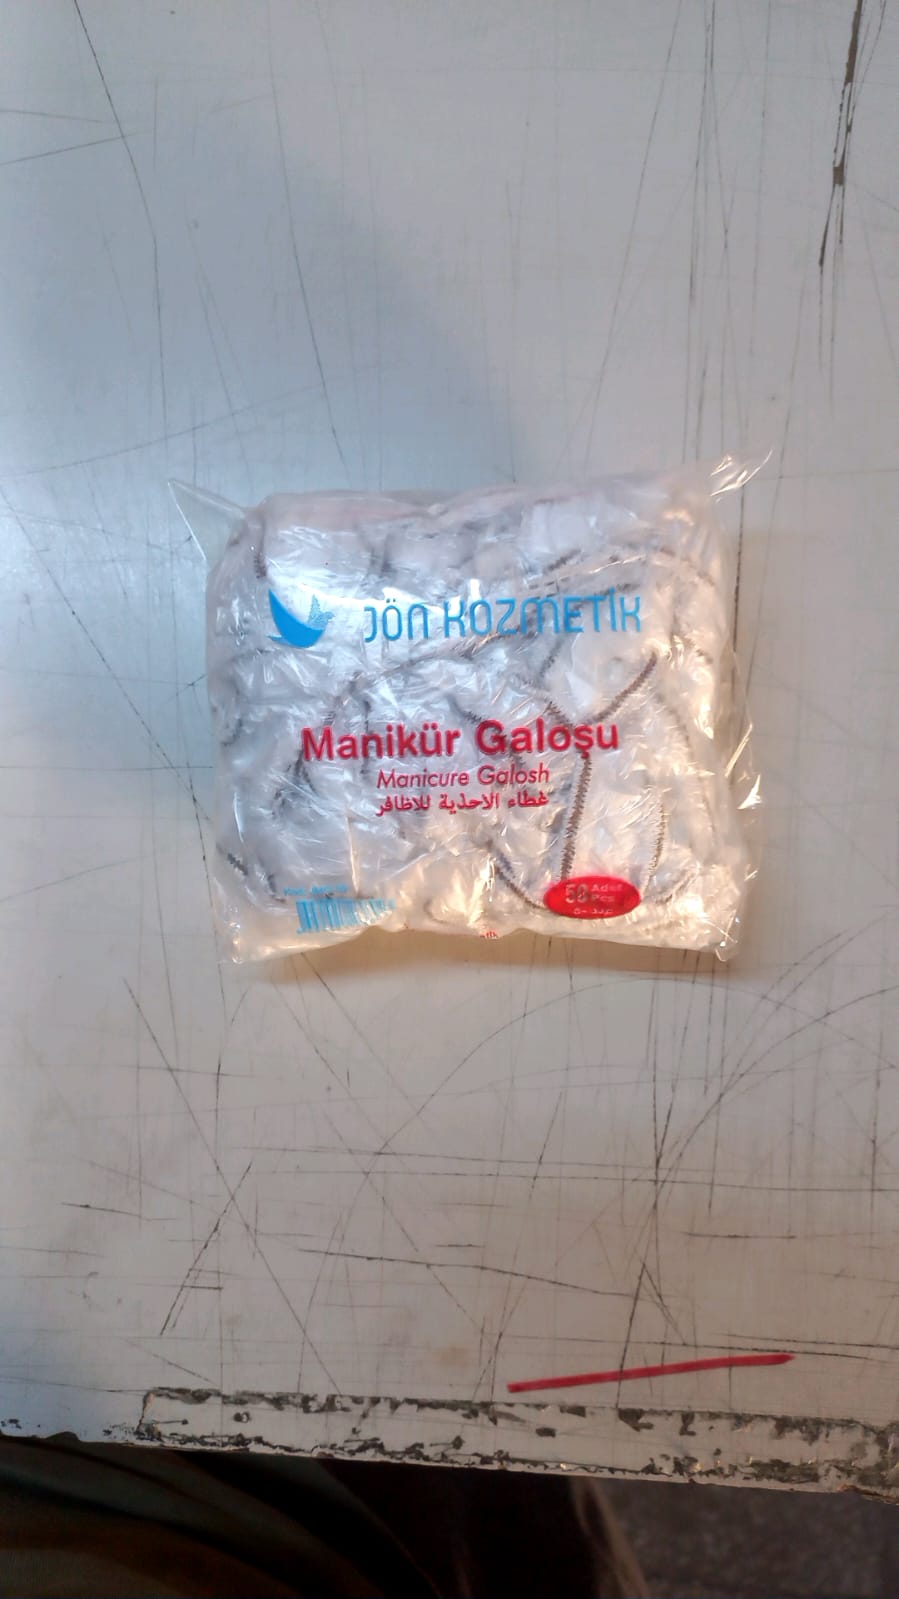 JÖN KOZMETİK
Manikür Galoşu
Manicure Galosh
غطاء الاحذية للاظافر
50 Adet
Pcs